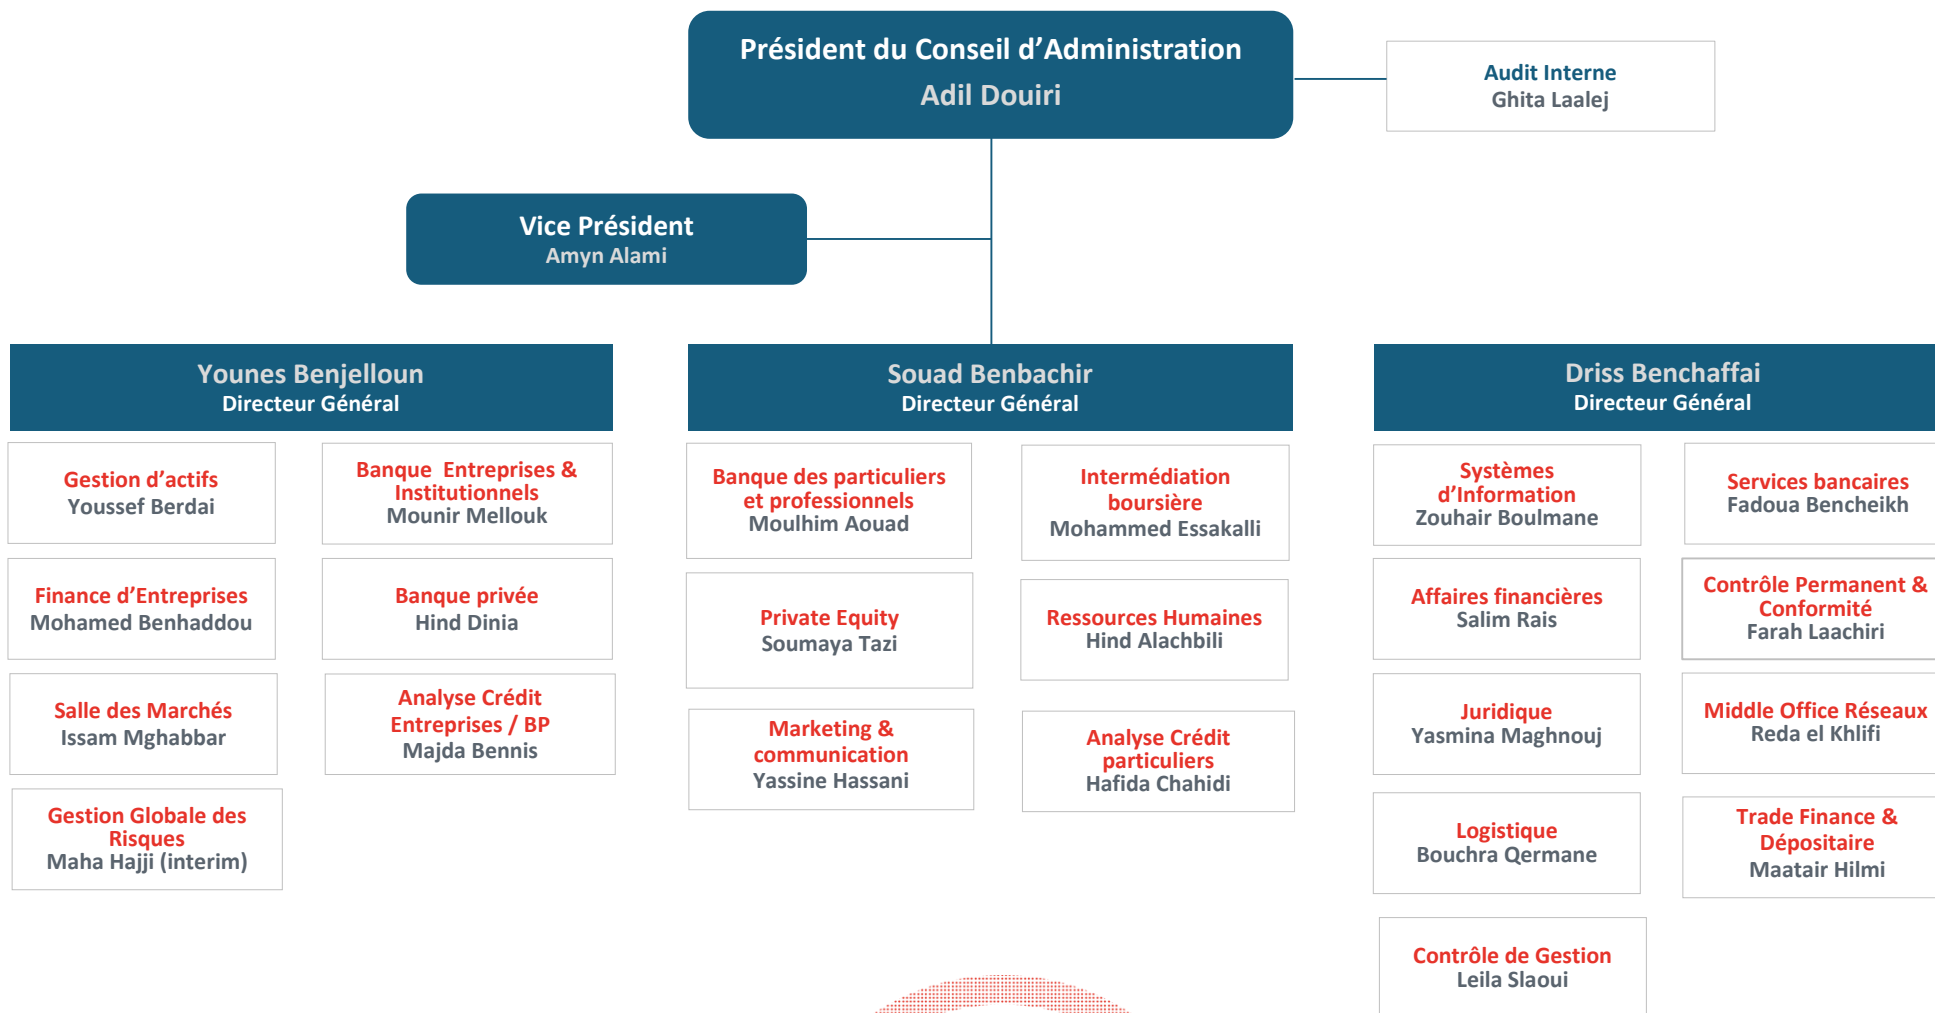 Président du Conseil d’Administration
Adil Douiri
Audit Interne
Ghita Laalej
Vice Président
Amyn Alami
Younes Benjelloun
Directeur Général
Gestion d’actifs
Youssef Berdai
Banque  Entreprises &
Institutionnels
Mounir Mellouk
Finance d’Entreprises
Mohamed Benhaddou
Banque privée
Hind Dinia
Salle des Marchés
Issam Mghabbar
Analyse Crédit
Entreprises / BP
Majda Bennis
Gestion Globale des
Risques
Maha Hajji (interim)
Souad Benbachir
Directeur Général
Banque des particuliers
et professionnels
Moulhim Aouad
Intermédiation
boursière
Mohammed Essakalli
Private Equity
Soumaya Tazi
Ressources Humaines
Hind Alachbili
Marketing &
communication
Yassine Hassani
Analyse Crédit
particuliers
Hafida Chahidi
Driss Benchaffai
Directeur Général
Systèmes
d’Information
Zouhair Boulmane
Services bancaires
Fadoua Bencheikh
Affaires financières
Salim Rais
Contrôle Permanent &
Conformité
Farah Laachiri
Juridique
Yasmina Maghnouj
Middle Office Réseaux
Reda el Khlifi
Logistique
Bouchra Qermane
Trade Finance &
Dépositaire
Maatair Hilmi
Contrôle de Gestion
Leila Slaoui